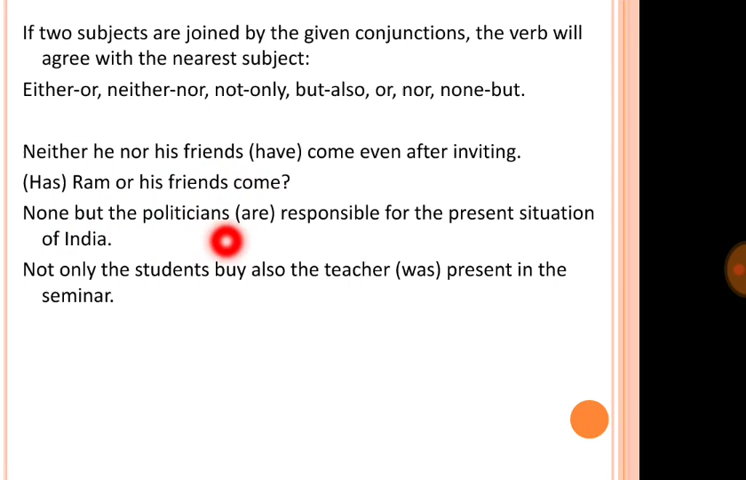 If two subjects are joined by the given conjunctions, the verb will
agree with the nearest subject:
Either-or, neither-nor, not-only, but-also, or, nor, none-but.
Neither he nor his friends (have) come even after inviting.
(Has) Ram or his friends come?
None but the politicians (are) responsible for the present situation
of India.
Not only the students buy also the teacher (was) present in the
seminar.